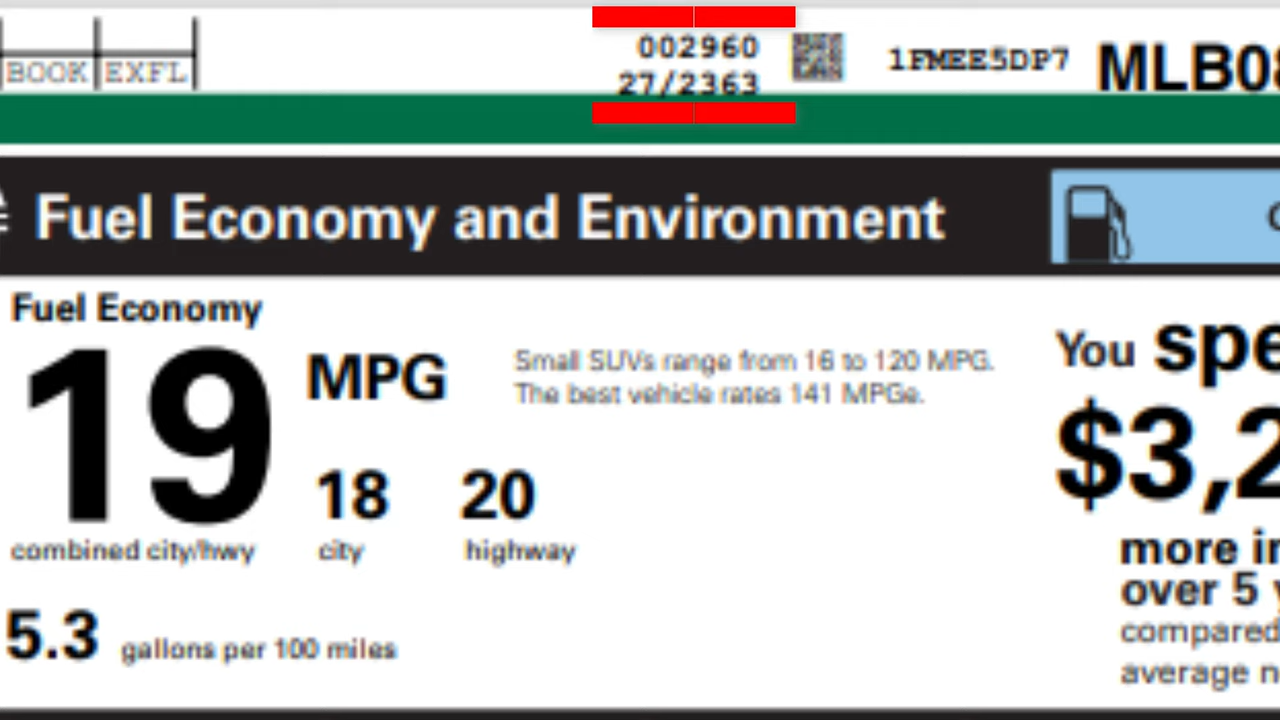 BOOK EXFL
002960
27/2363
1FMEE5DP7
MLB0
Fuel Economy and Environment
Fuel Economy
19 MPG
Small SUVs range from 16 to 120 MPG.
The best vehicle rates 141 MPGe.
18 20
combined city/hwy city highway
5.3 gallons per 100 miles
You spe
$3,2
more in
over 5 y
compared
average n